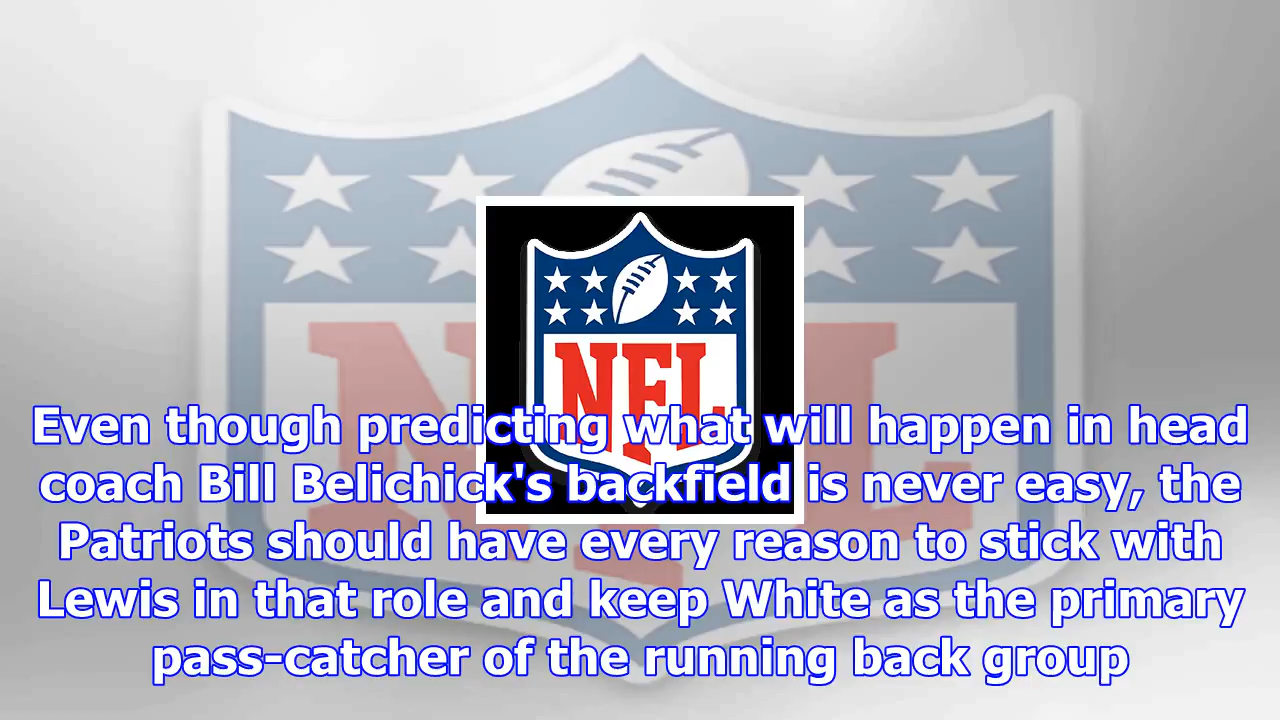 NFL
Even though predicting what will happen in head
coach Bill Belichick's backfield is never easy, the
Patriots should have every reason to stick with
Lewis in that role and keep White as the primary
pass-catcher of the running back group